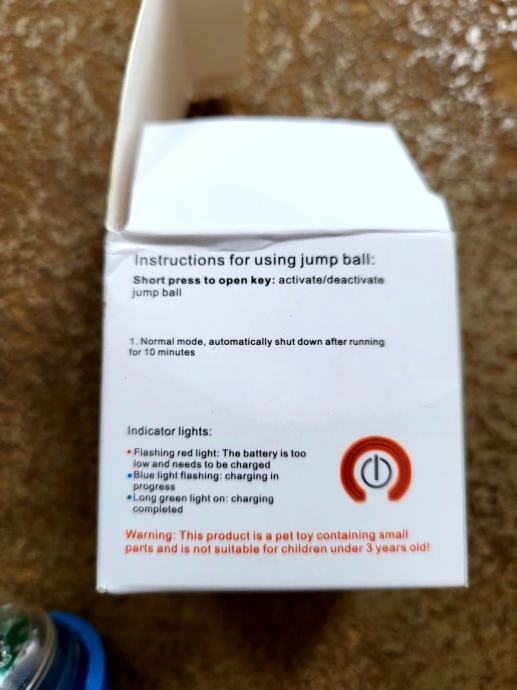 Instructions for using jump ball:
Short press to open key: activate/deactivate
jump ball
1. Normal mode, automatically shut down after running
for 10 minutes
Indicator lights:
• Flashing red light: The battery is too
low and needs to be charged
• Blue light flashing: charging in
progress
• Long green light on: charging
completed
Warning: This product is a pet toy containing small
parts and is not suitable for children under 3 years old!